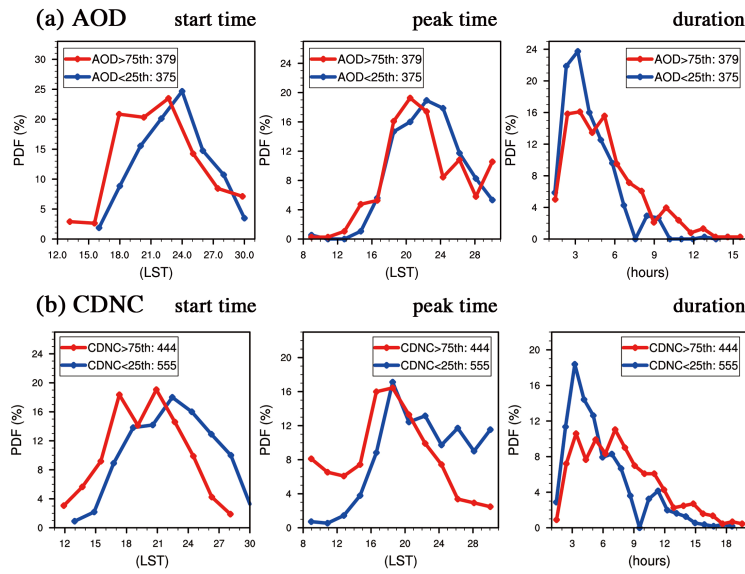 (a) AOD start time peak time duration
AOD>75th: 379 AOD>75th: 379 AOD>75th: 379
AOD<25th: 375 AOD<25th: 375 AOD<25th: 375
PDF (%) PDF (%) PDF (%)
30 25 20 15 10 5 0
20 16 12 8 4 0
24 20 16 12 8 4 0
12.0 15.0 18.0 21.0 24.0 27.0 30.0
8 12 16 20 24 28
3 6 9 12 15
(LST) (LST) (hours)
(b) CDNC start time peak time duration
CDNC>75th: 444 CDNC>75th: 444 CDNC>75th: 444
CDNC<25th: 555 CDNC<25th: 555 CDNC<25th: 555
PDF (%) PDF (%) PDF (%)
24 20 16 12 8 4 0
20 16 12 8 4 0
20 16 12 8 4 0
12 15 18 21 24 27 30
8 12 16 20 24 28
3 6 9 12 15 18
(LST) (LST) (hours)